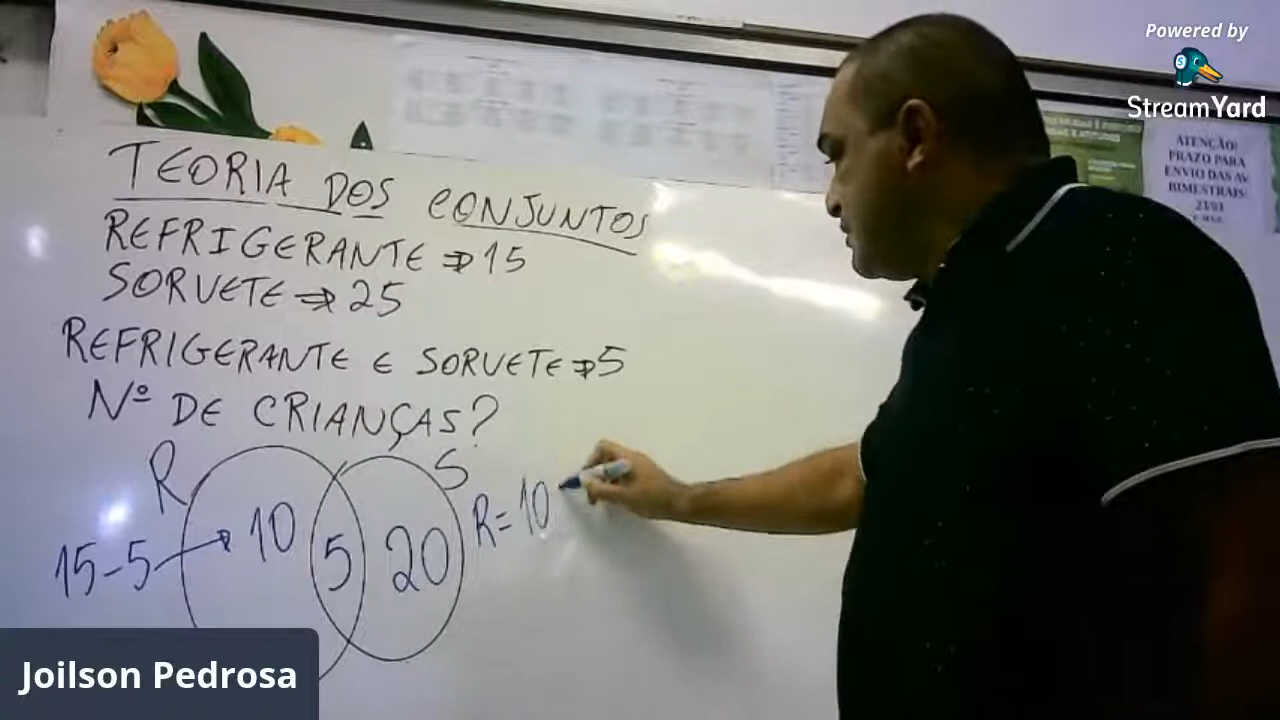 Powered by
StreamYard
ATENÇÃO!
PRAZO PARA
ENVIO DAS AV.
BIMESTRAIS:
TEORIA DOS CONJUNTOS
REFRIGERANTE ⇒ 15
SORVETE ⇒ 25
REFRIGERANTE E SORVETE ⇒ 5
Nº DE CRIANÇAS?
R S
15-5 → 10 5 20 R = 10
Joilson Pedrosa